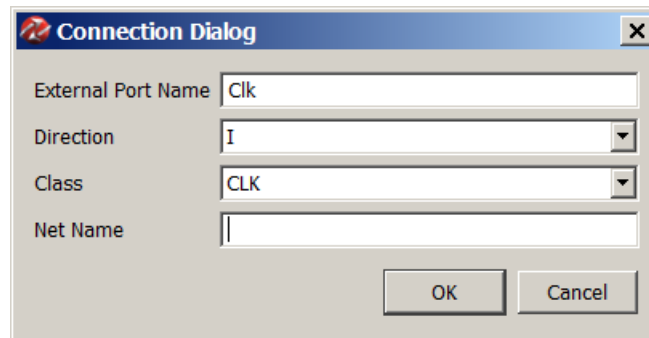 Connection Dialog
External Port Name Clk
Direction I
Class CLK
Net Name
OK Cancel